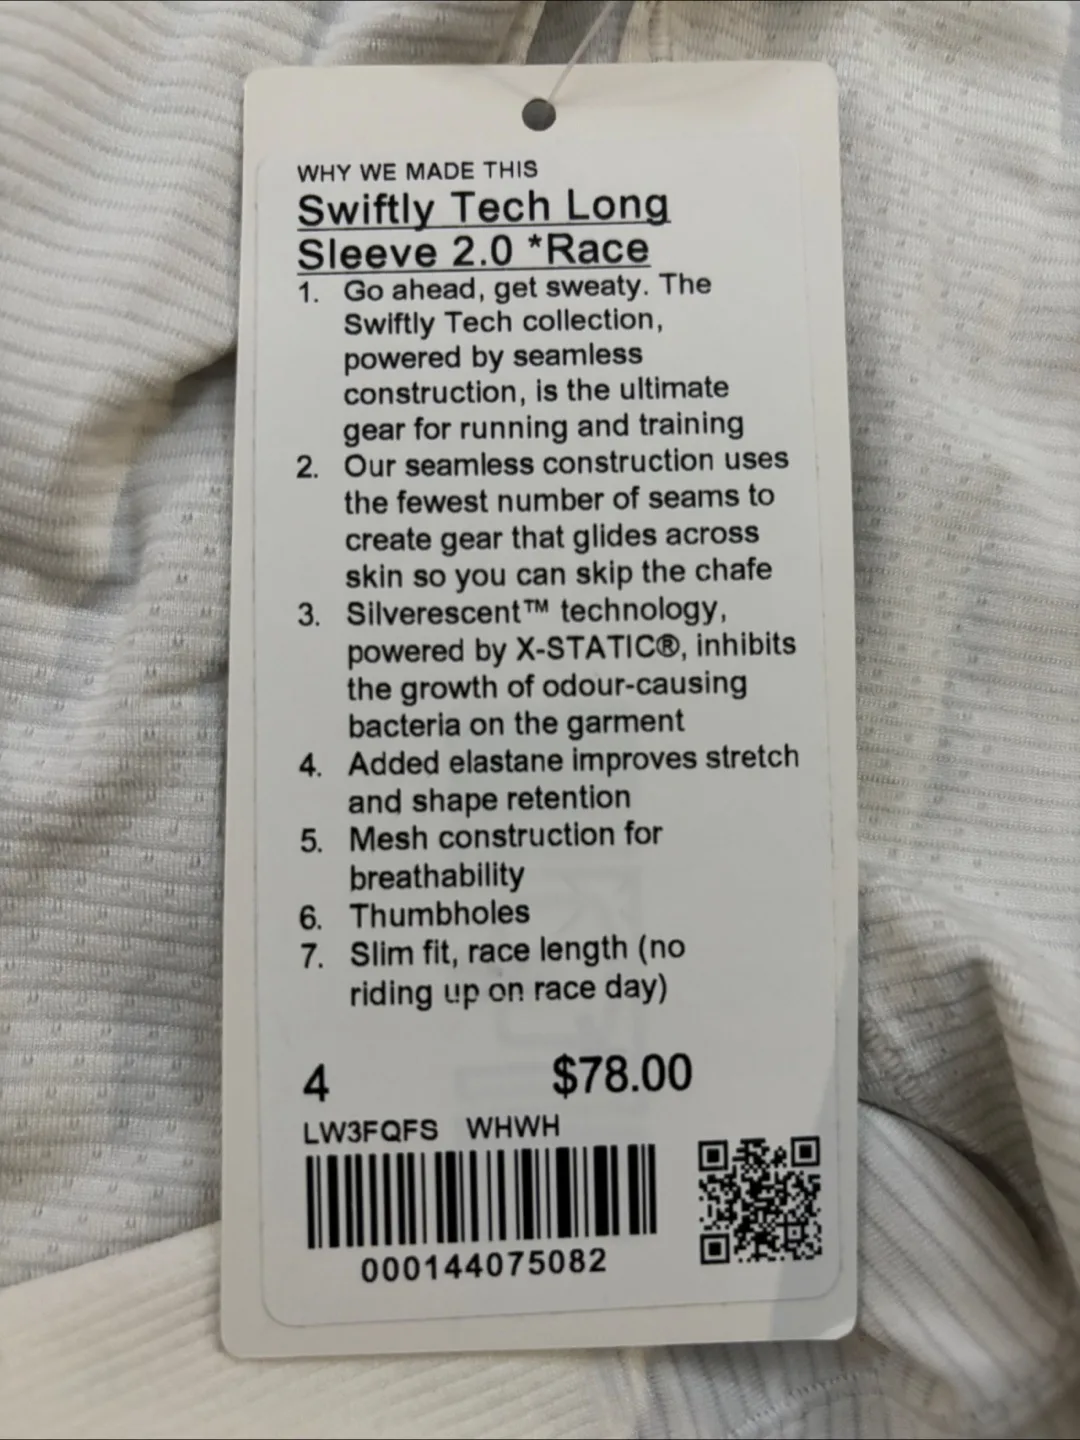 WHY WE MADE THIS
Swiftly Tech Long
Sleeve 2.0 *Race
1. Go ahead, get sweaty. The
Swiftly Tech collection,
powered by seamless
construction, is the ultimate
gear for running and training
2. Our seamless construction uses
the fewest number of seams to
create gear that glides across
skin so you can skip the chafe
3. Silverescent™ technology,
powered by X-STATIC®, inhibits
the growth of odour-causing
bacteria on the garment
4. Added elastane improves stretch
and shape retention
5. Mesh construction for
breathability
6. Thumbholes
7. Slim fit, race length (no
riding up on race day)
4 $78.00
LW3FQFS WHWH
000144075082